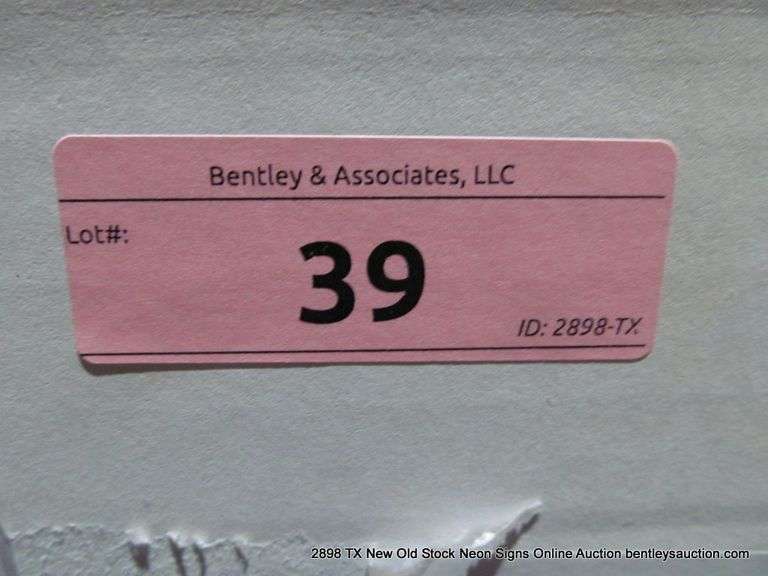 Bentley & Associates, LLC
Lot#:
39
ID: 2898-TX
2898 TX New Old Stock Neon Signs Online Auction bentleysauction.com